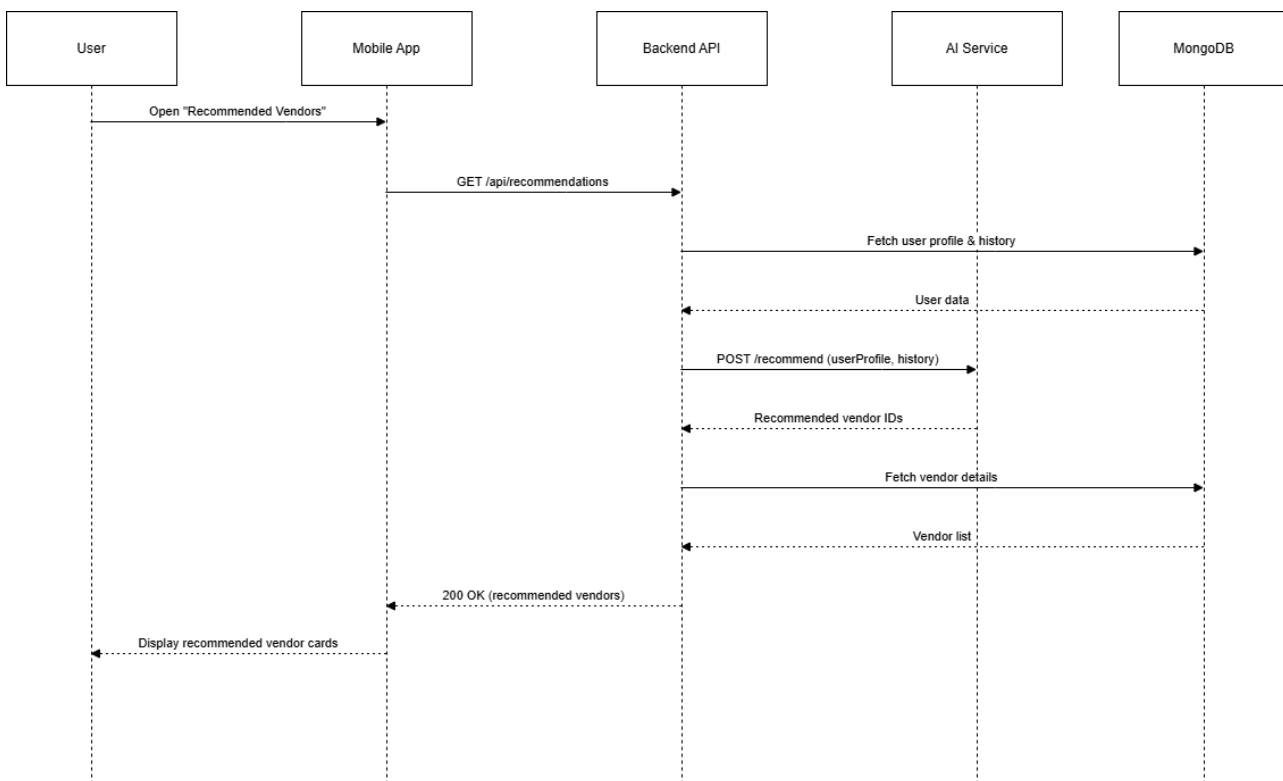 User
Mobile App
Backend API
AI Service
MongoDB
Open "Recommended Vendors"
GET /api/recommendations
Fetch user profile & history
User data
POST /recommend (userProfile, history)
Recommended vendor IDs
Fetch vendor details
Vendor list
200 OK (recommended vendors)
Display recommended vendor cards